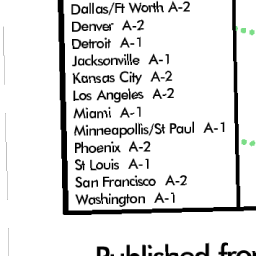 Dallas/Ft Worth A-2
Denver A-2
Detroit A-1
Jacksonville A-1
Kansas City A-2
Los Angeles A-2
Miami A-1
Minneapolis/St Paul A-1
Phoenix A-2
St Louis A-1
San Francisco A-2
Washington A-1
Published from